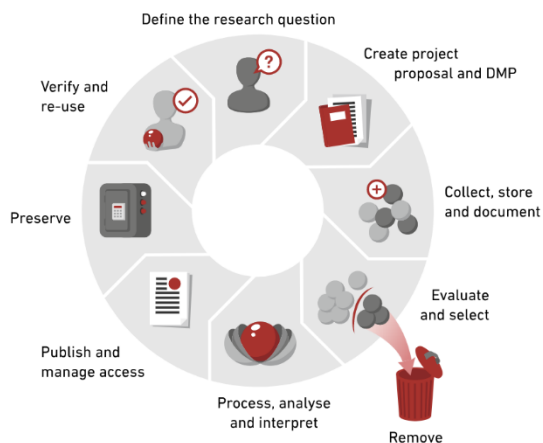 Define the research question
Create project
proposal and DMP
Collect, store
and document
Evaluate
and select
Remove
Process, analyse
and interpret
Publish and
manage access
Preserve
Verify and
re-use
?